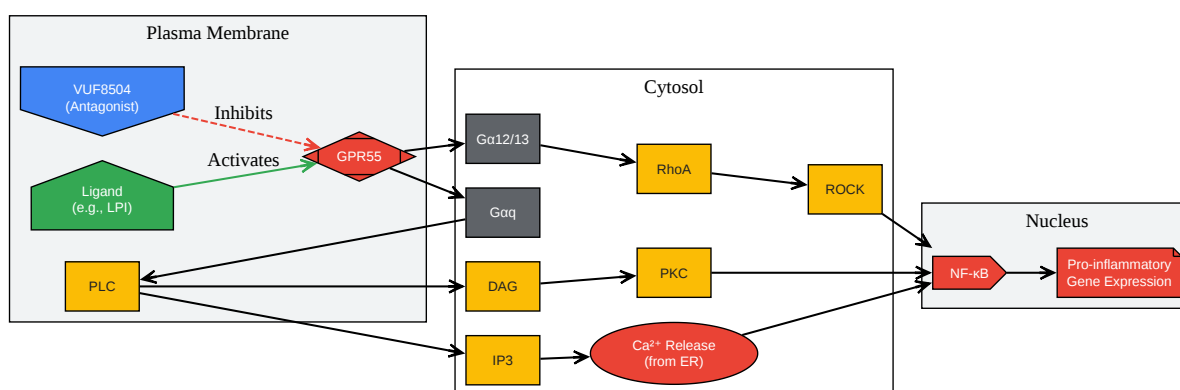 Plasma Membrane
VUF8504
(Antagonist)
Inhibits
Activates
GPR55
Ligand
(e.g., LPI)
PLC
Cytosol
Gα12/13
RhoA
ROCK
Gαq
DAG
PKC
IP3
Ca²⁺ Release
(from ER)
Nucleus
NF-κB
Pro-inflammatory
Gene Expression